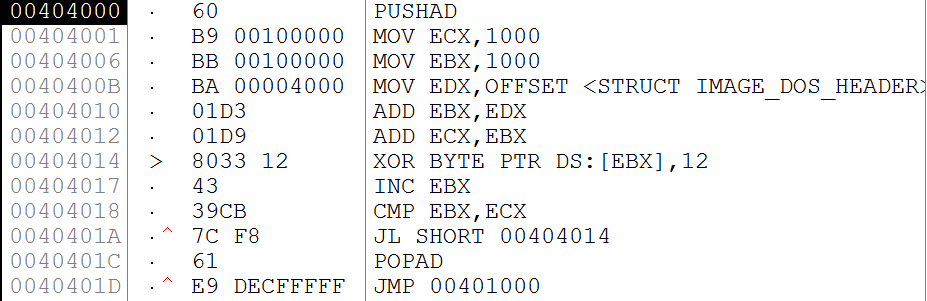 00404000 · 60 PUSHAD
00404001 · B9 00100000 MOV ECX,1000
00404006 · BB 00100000 MOV EBX,1000
0040400B · BA 00004000 MOV EDX,OFFSET <STRUCT IMAGE_DOS_HEADER>
00404010 · 01D3 ADD EBX,EDX
00404012 · 01D9 ADD ECX,EBX
00404014 > 8033 12 XOR BYTE PTR DS:[EBX],12
00404017 · 43 INC EBX
00404018 · 39CB CMP EBX,ECX
0040401A ·^ 7C F8 JL SHORT 00404014
0040401C · 61 POPAD
0040401D ·^ E9 DECFFFFF JMP 00401000